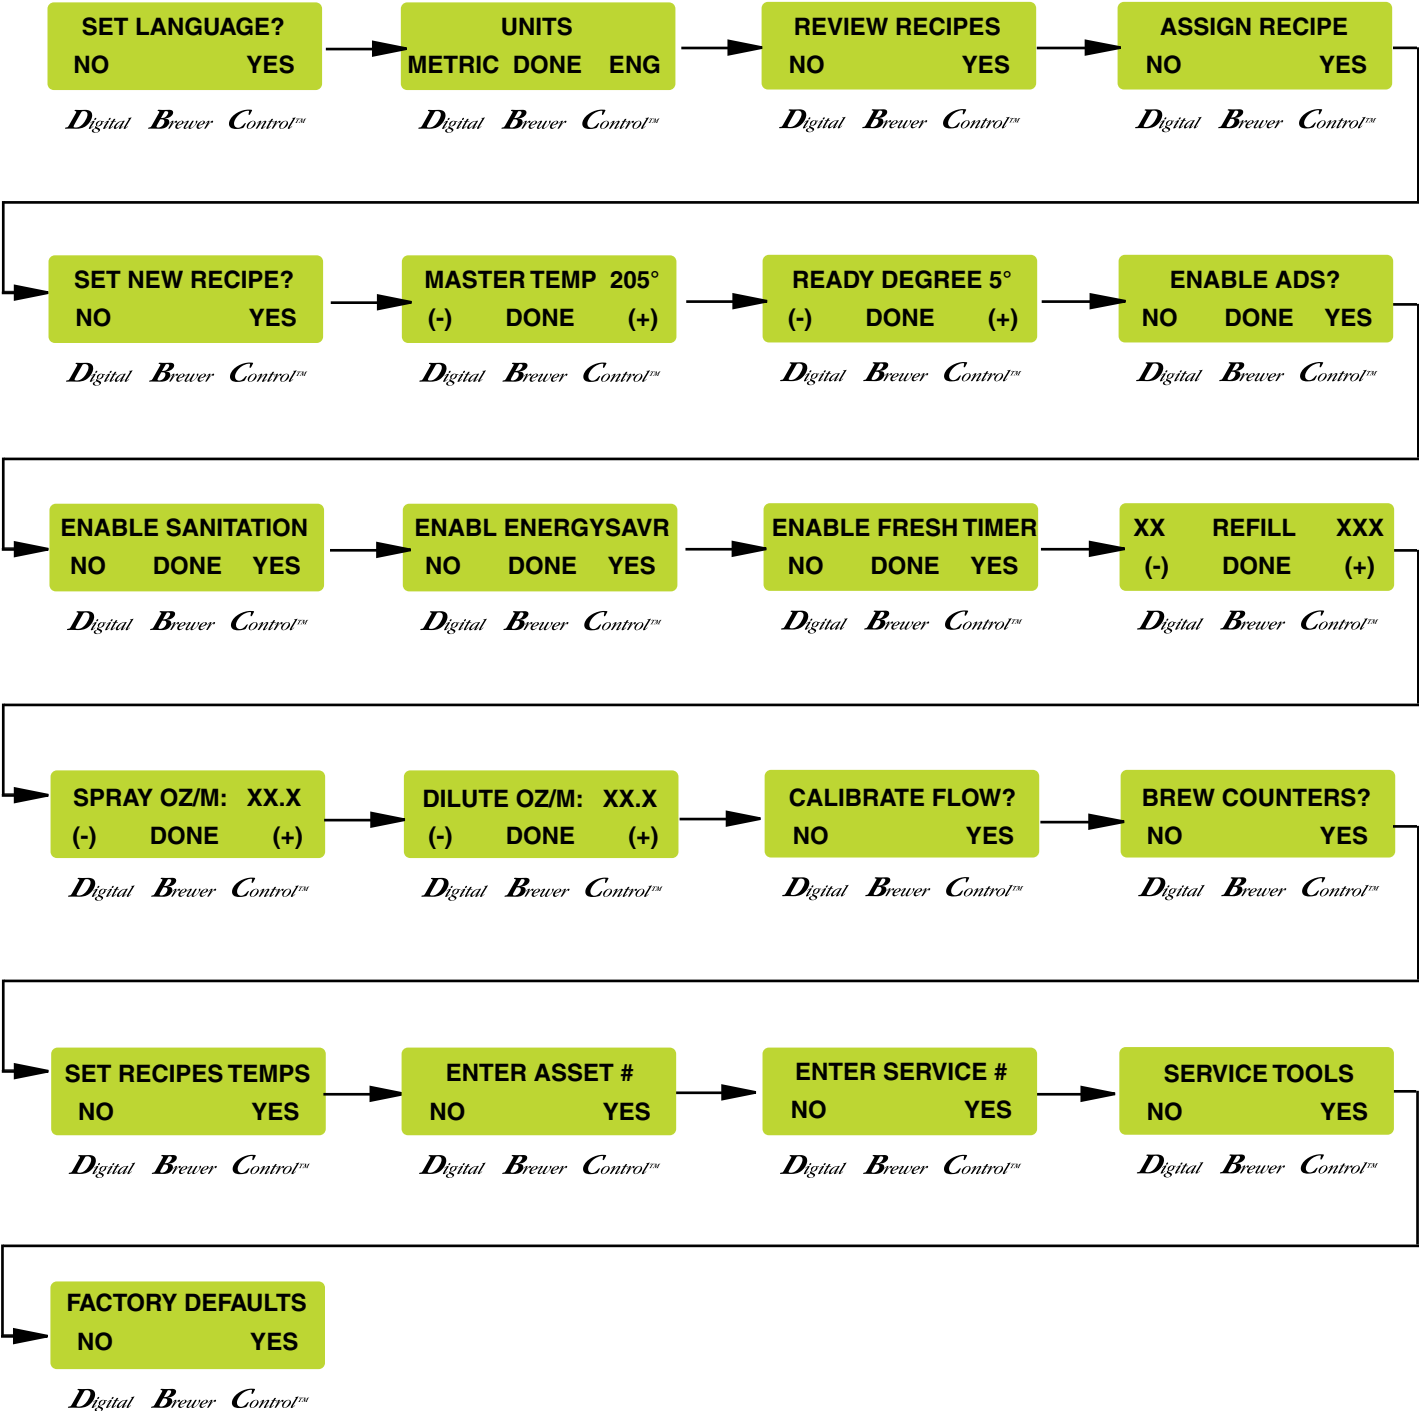 SET LANGUAGE?
NO YES
Digital Brewer Control™
UNITS
METRIC DONE ENG
Digital Brewer Control™
REVIEW RECIPES
NO YES
Digital Brewer Control™
ASSIGN RECIPE
NO YES
Digital Brewer Control™
SET NEW RECIPE?
NO YES
Digital Brewer Control™
MASTER TEMP 205°
(-) DONE (+)
Digital Brewer Control™
READY DEGREE 5°
(-) DONE (+)
Digital Brewer Control™
ENABLE ADS?
NO DONE YES
Digital Brewer Control™
ENABLE SANITATION
NO DONE YES
Digital Brewer Control™
ENABL ENERGYSAVR
NO DONE YES
Digital Brewer Control™
ENABLE FRESH TIMER
NO DONE YES
Digital Brewer Control™
XX REFILL XXX
(-) DONE (+)
Digital Brewer Control™
SPRAY OZ/M: XX.X
(-) DONE (+)
Digital Brewer Control™
DILUTE OZ/M: XX.X
(-) DONE (+)
Digital Brewer Control™
CALIBRATE FLOW?
NO YES
Digital Brewer Control™
BREW COUNTERS?
NO YES
Digital Brewer Control™
SET RECIPES TEMPS
NO YES
Digital Brewer Control™
ENTER ASSET #
NO YES
Digital Brewer Control™
ENTER SERVICE #
NO YES
Digital Brewer Control™
SERVICE TOOLS
NO YES
Digital Brewer Control™
FACTORY DEFAULTS
NO YES
Digital Brewer Control™